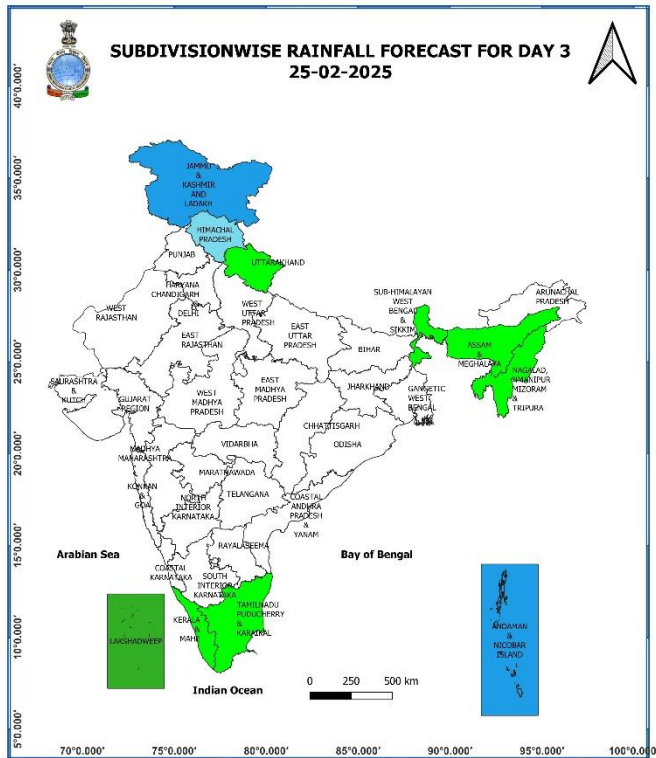 SUBDIVISIONWISE RAINFALL FORECAST FOR DAY 3
25-02-2025
40°0.000'
35°0.000'
30°0.000'
25°0.000'
20°0.000'
15°0.000'
10°0.000'
5°0.000'
JAMMU
&
KASHMIR
AND
LADAKH
HIMACHAL
PRADESH
PUNJAB
UTTARAKHAND
HARYANA
CHANDIGARH
&
DELHI
WEST
RAJASTHAN
WEST
UTTAR
PRADESH
EAST
RAJASTHAN
EAST
UTTAR
PRADESH
SUB-HIMALAYAN
WEST
BENGAL
&
SIKKIM
ARUNACHAL
PRADESH
ASSAM
&
MEGHALAYA
NAGALAD,
MANIPUR
MIZORAM
&
TRIPURA
BIHAR
SAURASHTRA
&
KUTCH
GUJARAT
REGION
WEST
MADHYA
PRADESH
EAST
MADHYA
PRADESH
JHARKHAND
GANGETIC
WEST
BENGAL
CHHATTISGARH
ODISHA
VIDARBHA
MADHYA
MAHARASHTRA
MARATHWADA
KONKAN
&
GOA
NORTH
INTERIOR
KARNATAKA
TELANGANA
COASTAL
ANDHRA
PRADESH
&
YANAM
RAYALASEEMA
Arabian Sea
Bay of Bengal
COASTAL
KARNATAKA
SOUTH
INTERIOR
KARNATAKA
TAMILNADU
PUDUCHERRY
&
KARAIKAL
KERALA
&
MAHE
LAKSHADWEEP
ANDAMAN
&
NICOBAR
ISLAND
Indian Ocean
0 250 500 km
70°0.000' 75°0.000' 80°0.000' 85°0.000' 90°0.000' 95°0.000' 100°0.000'